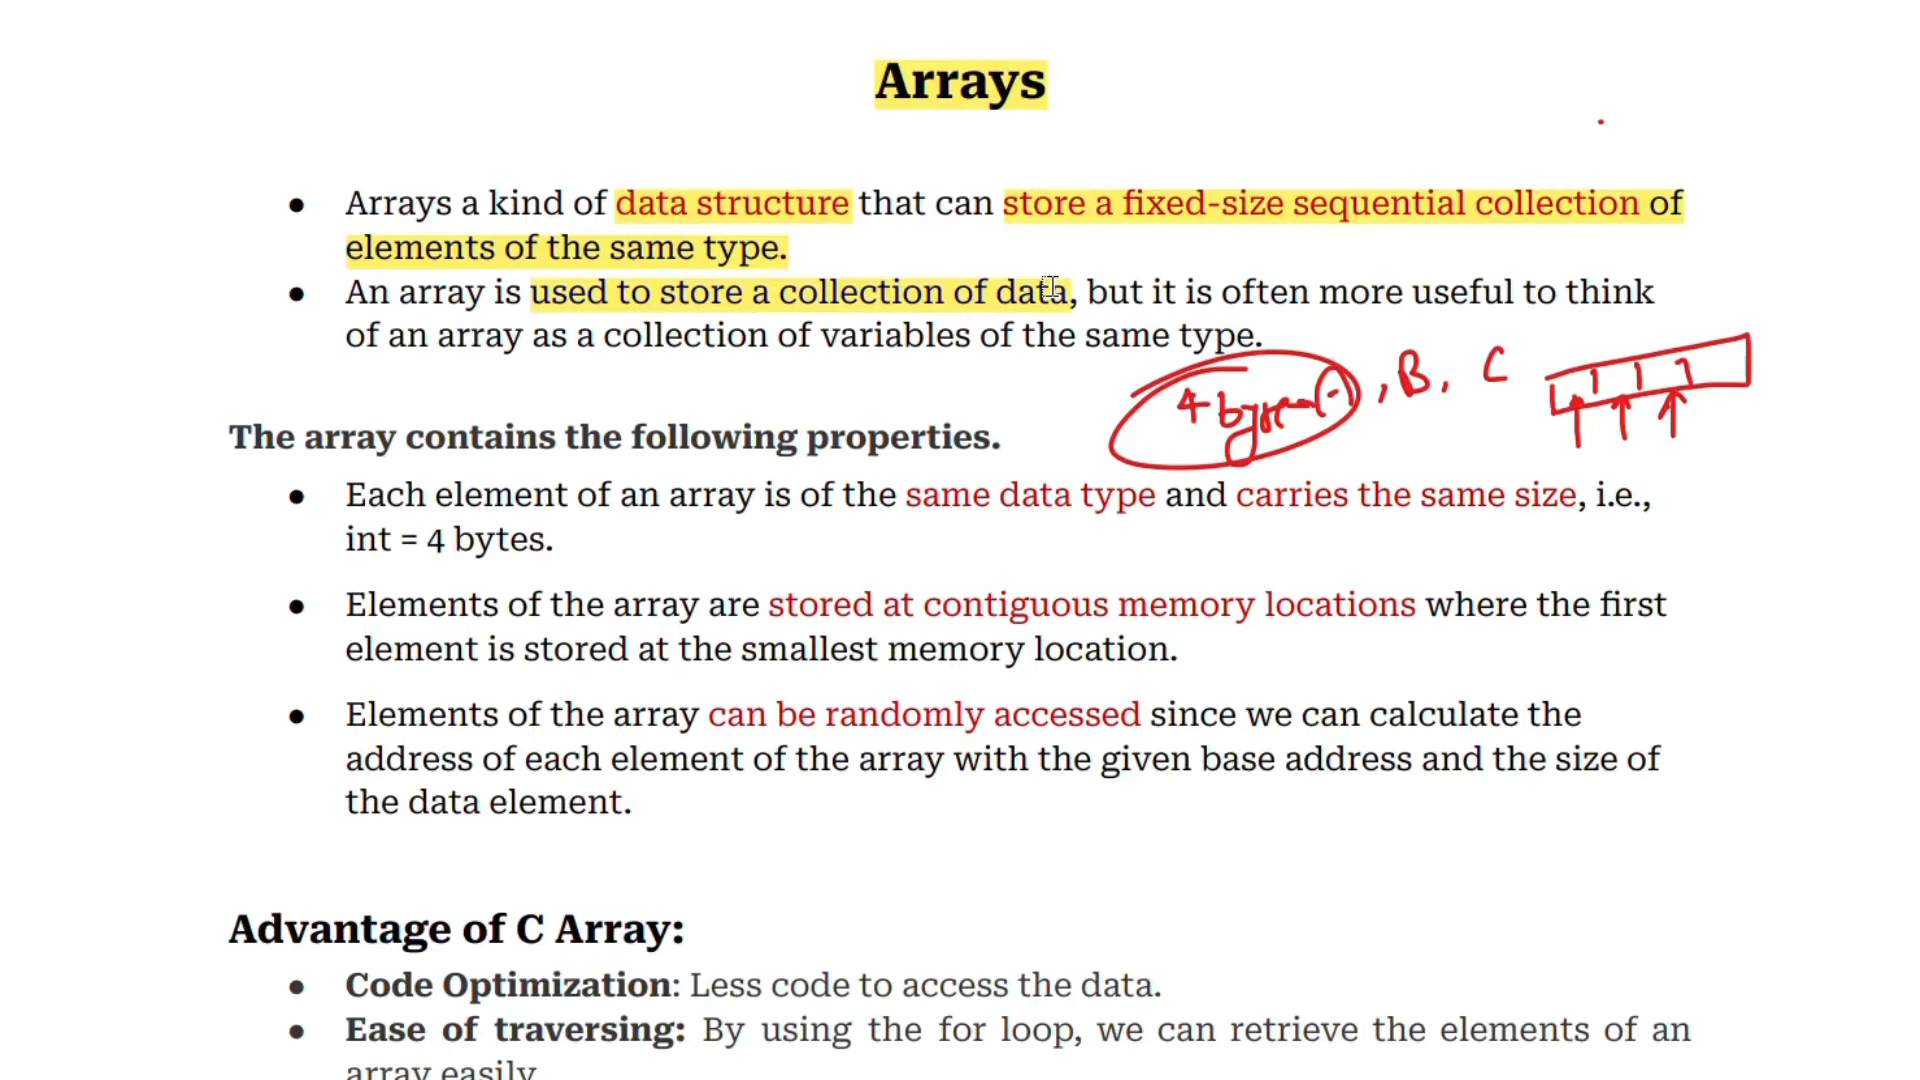 Arrays
● Arrays a kind of data structure that can store a fixed-size sequential collection of
elements of the same type.
● An array is used to store a collection of data, but it is often more useful to think
of an array as a collection of variables of the same type.
, B, C
4
The array contains the following properties.
● Each element of an array is of the same data type and carries the same size, i.e.,
int = 4 bytes.
● Elements of the array are stored at contiguous memory locations where the first
element is stored at the smallest memory location.
● Elements of the array can be randomly accessed since we can calculate the
address of each element of the array with the given base address and the size of
the data element.
Advantage of C Array:
● Code Optimization: Less code to access the data.
● Ease of traversing: By using the for loop, we can retrieve the elements of an
array easily